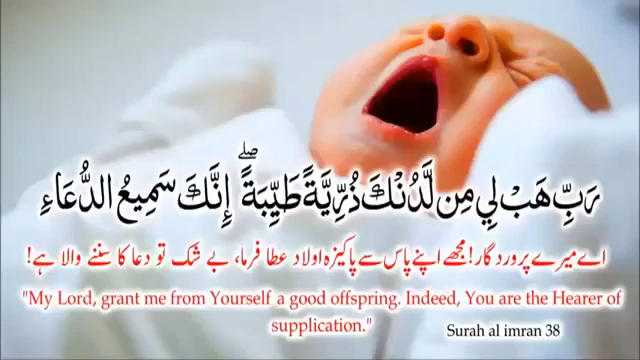 رَبِّ هَبْ لِي مِن لَّدُنْكَ ذُرِّيَّةً طَيِّبَةً ۖ إِنَّكَ سَمِيعُ الدُّعَاءِ
اے میرے پروردگار! مجھے اپنے پاس سے پاکیزہ اولاد عطا فرما، بے شک تو دعا کا سننے والا ہے!
"My Lord, grant me from Yourself a good offspring. Indeed, You are the Hearer of
supplication."
Surah al imran 38